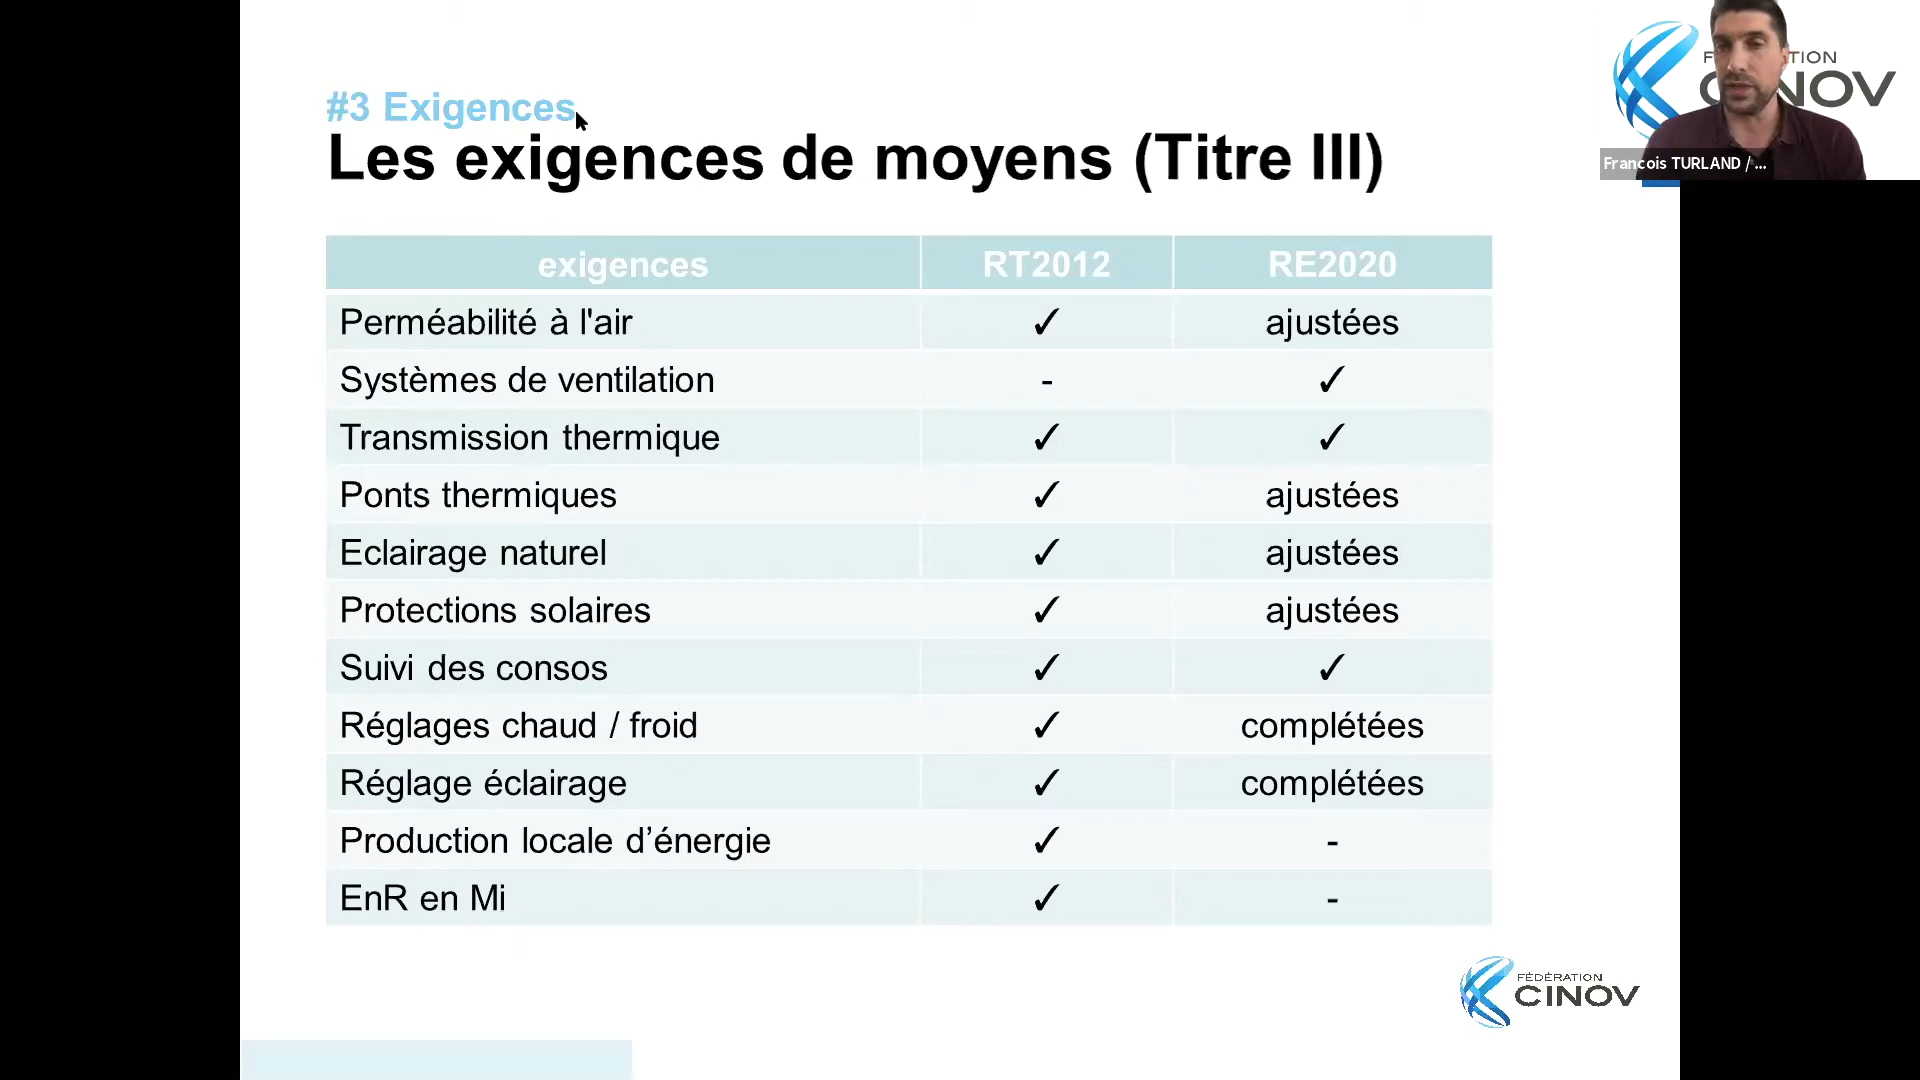 #3 Exigences
Les exigences de moyens (Titre III)
Francois TURLAND / ...
exigences RT2012 RE2020
Perméabilité à l'air ✓ ajustées
Systèmes de ventilation - ✓
Transmission thermique ✓ ✓
Ponts thermiques ✓ ajustées
Eclairage naturel ✓ ajustées
Protections solaires ✓ ajustées
Suivi des consos ✓ ✓
Réglages chaud / froid ✓ complétées
Réglage éclairage ✓ complétées
Production locale d’énergie ✓ -
EnR en Mi ✓ -
FÉDÉRATION
CINOV